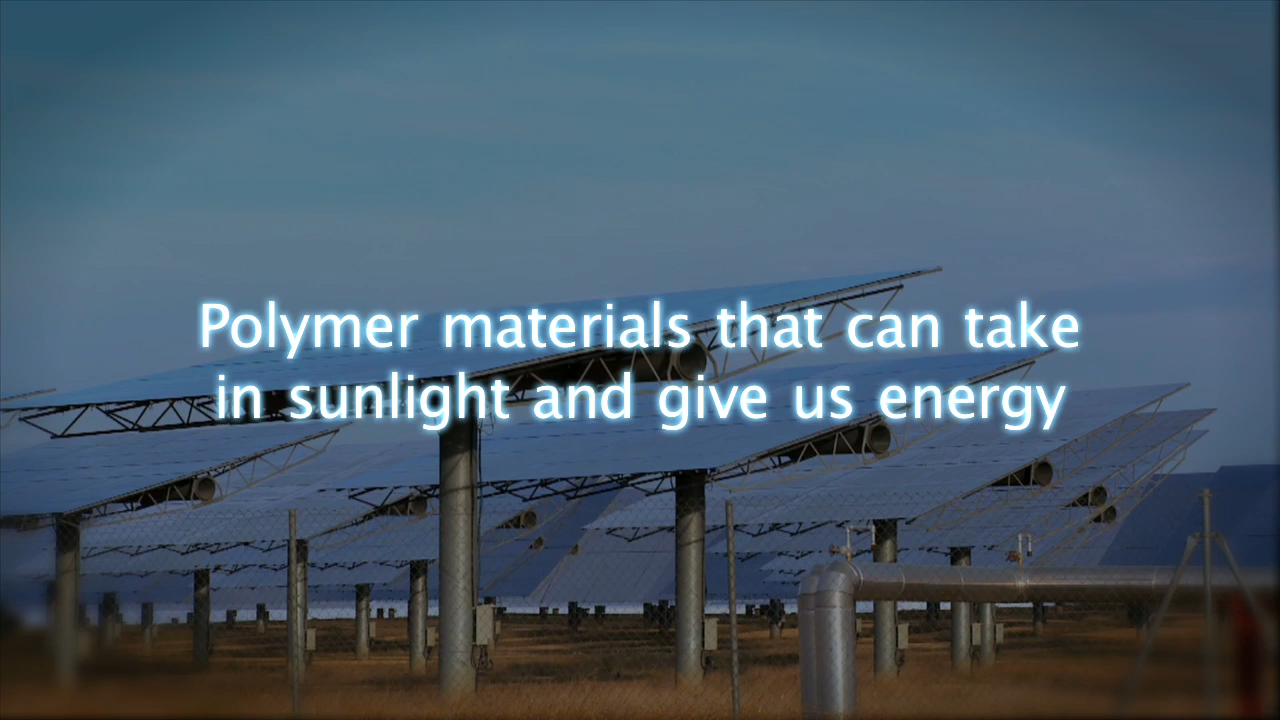 Polymer materials that can take
in sunlight and give us energy